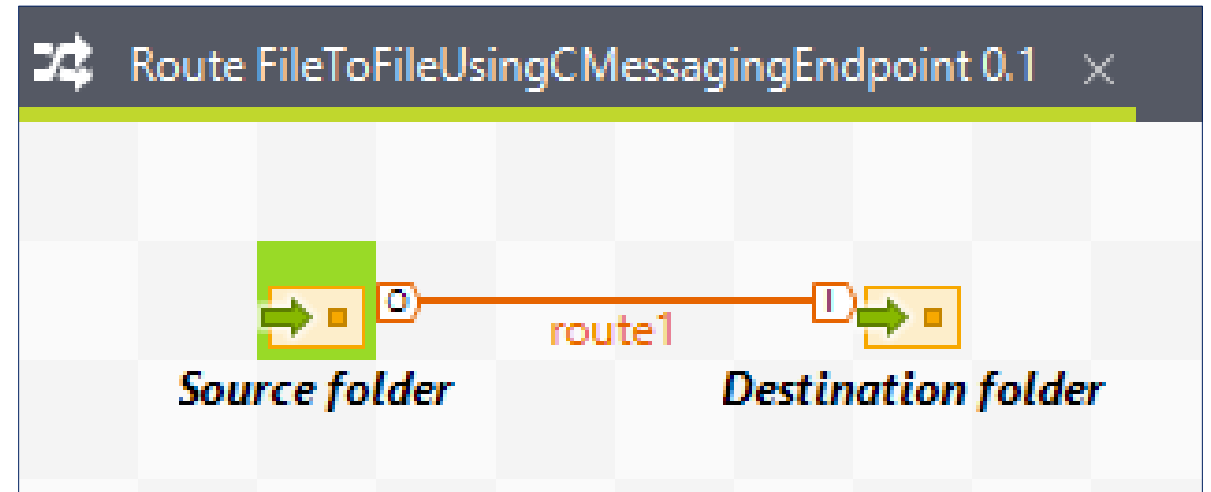 Route FileToFileUsingCMessagingEndpoint 0.1
O
I
route1
Source folder
Destination folder